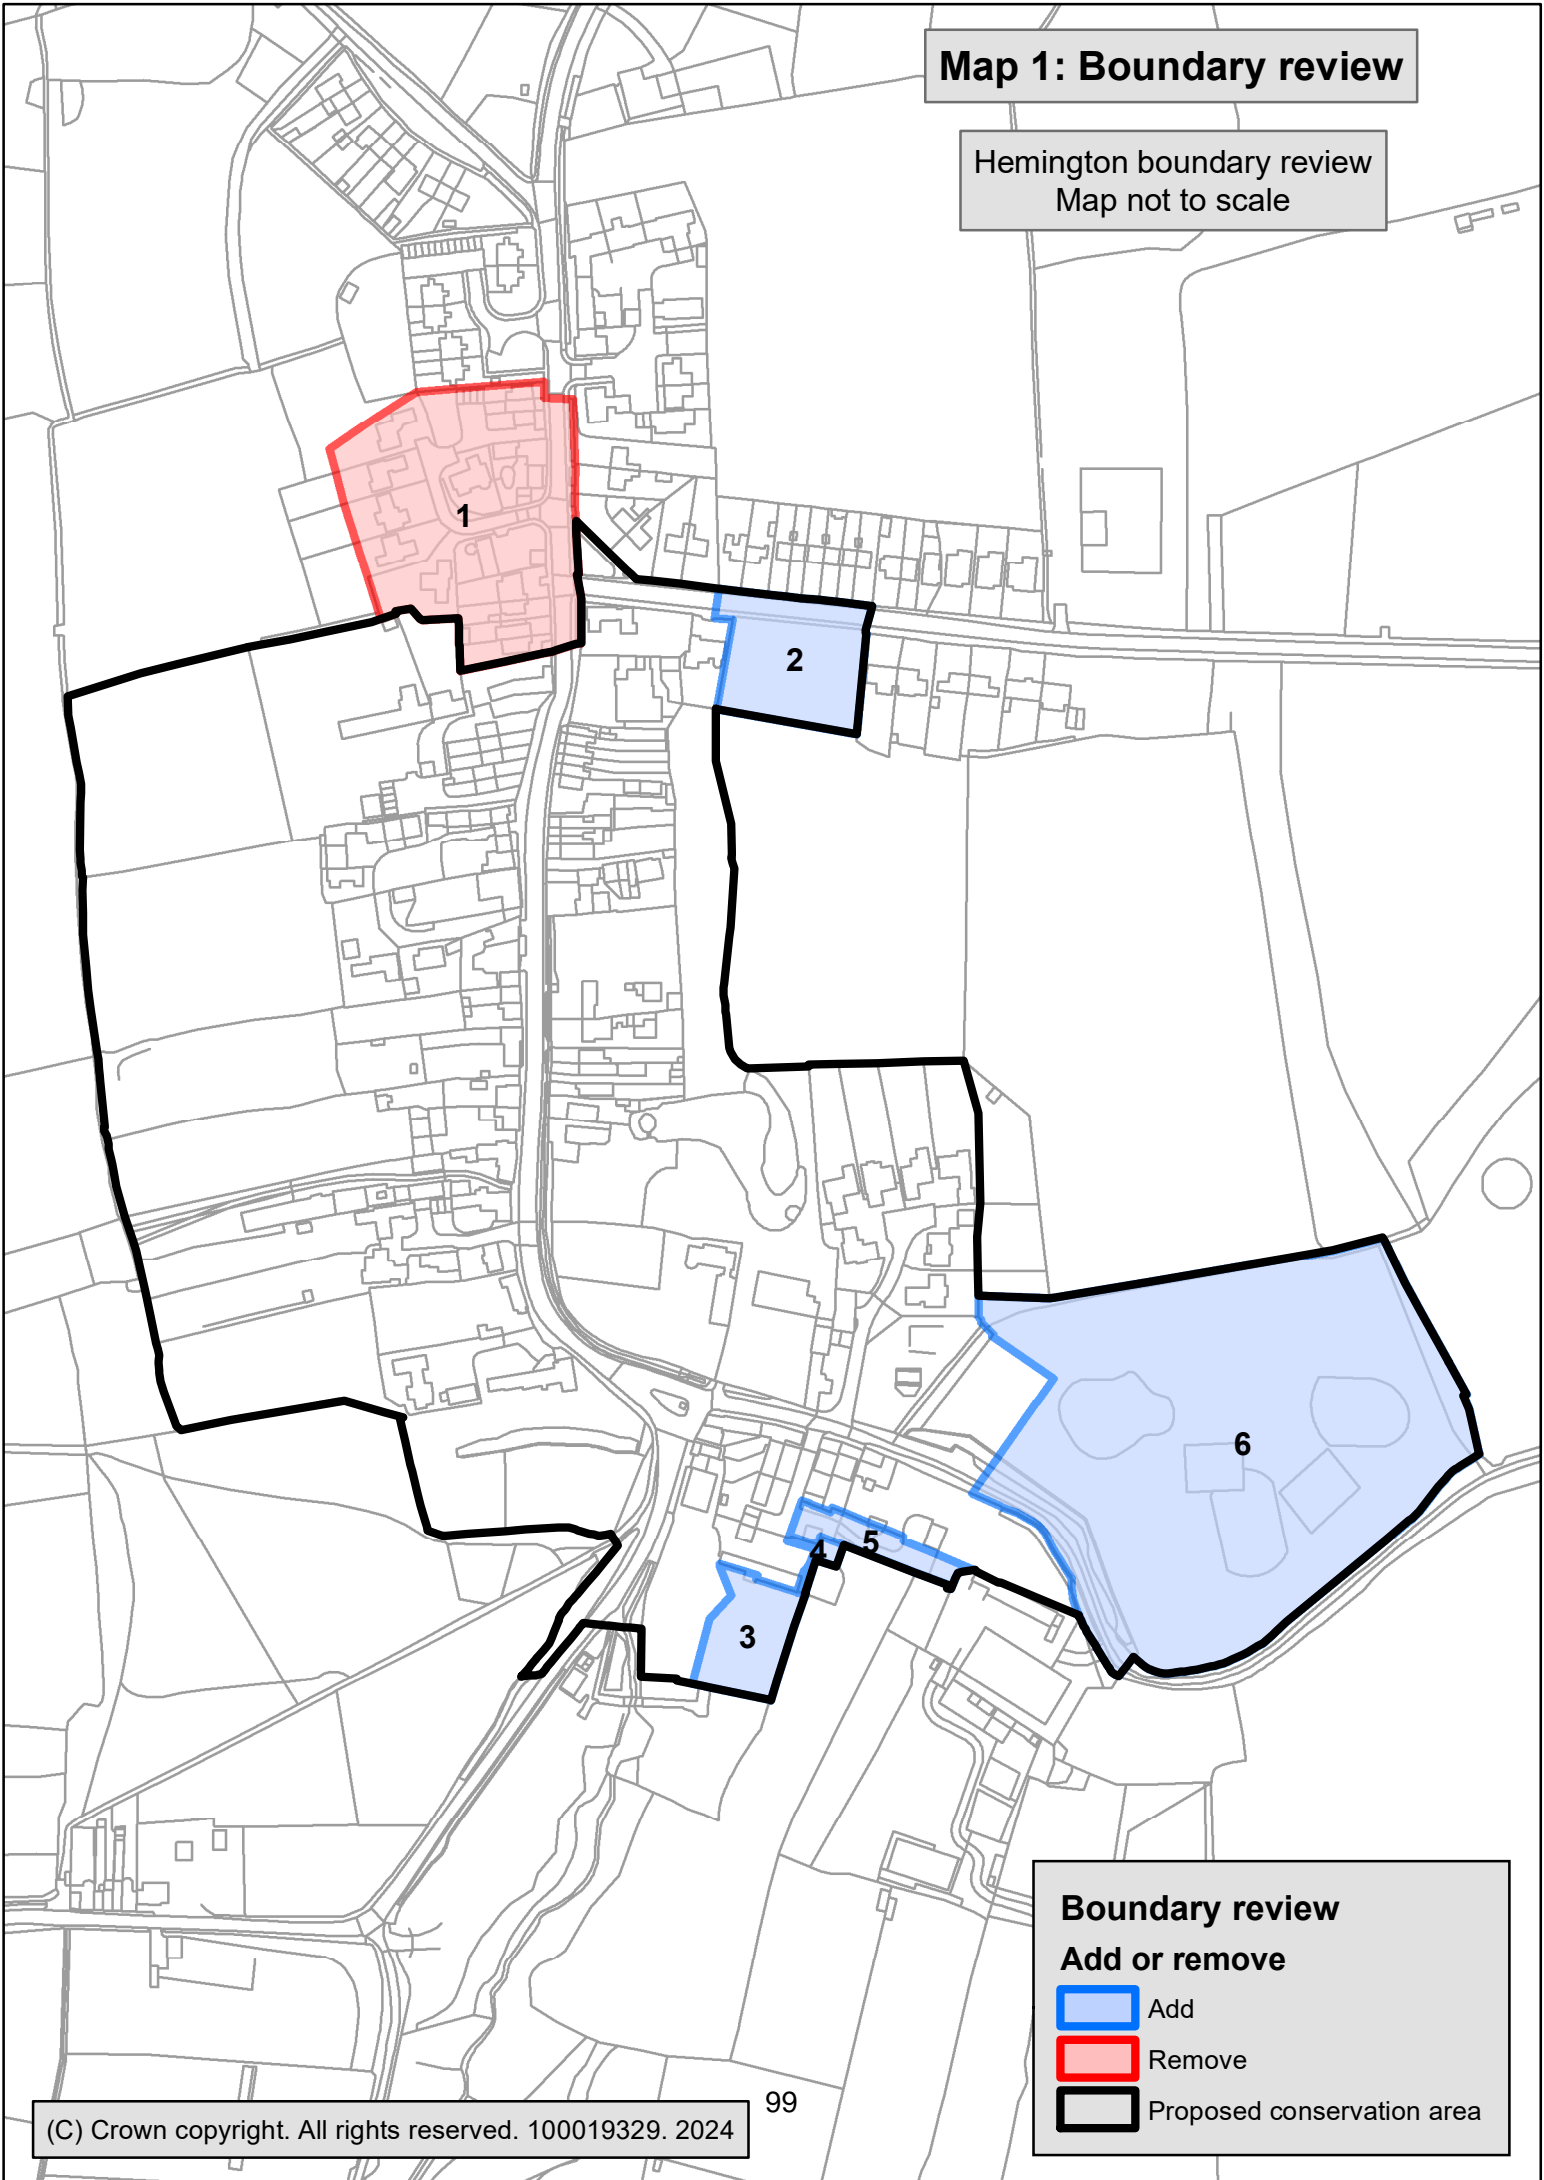 Map 1: Boundary review
Hemington boundary review
Map not to scale
1
2
6
5
4
3
Boundary review
Add or remove
Add
Remove
Proposed conservation area
99
(C) Crown copyright. All rights reserved. 100019329. 2024